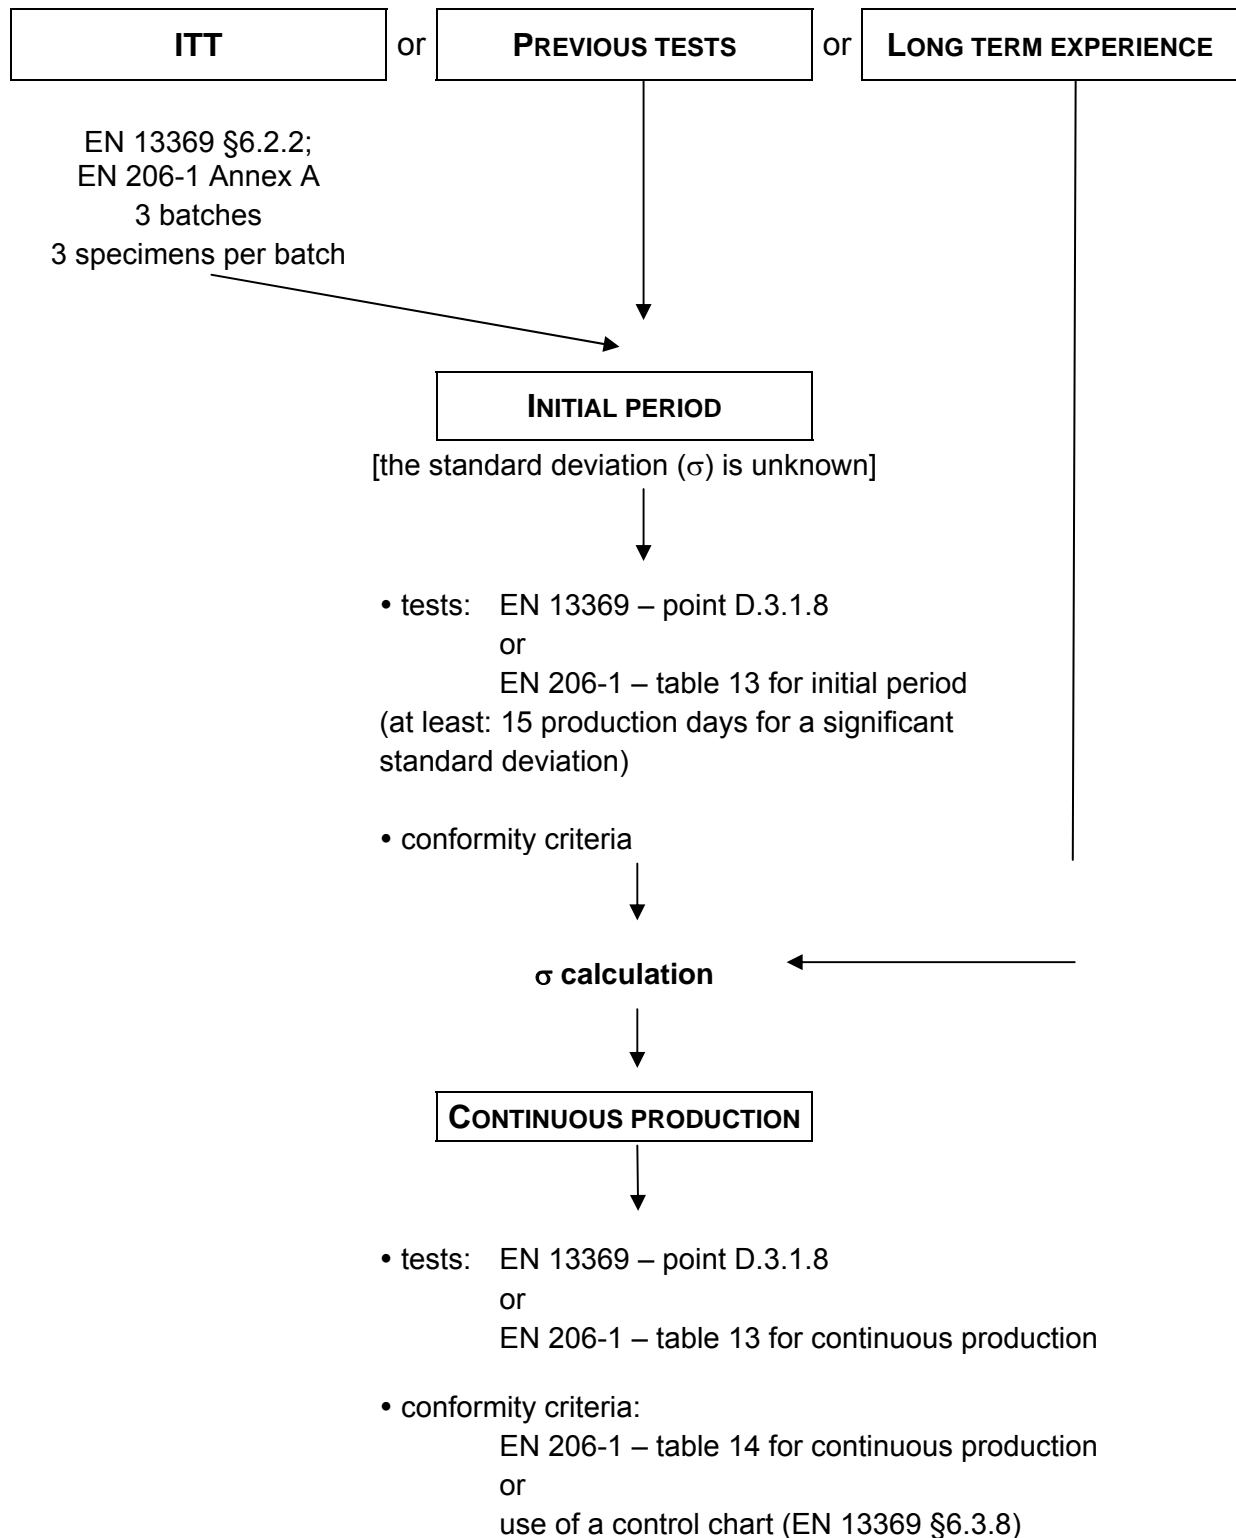 ITT or PREVIOUS TESTS or LONG TERM EXPERIENCE
EN 13369 §6.2.2;
EN 206-1 Annex A
3 batches
3 specimens per batch
INITIAL PERIOD
[the standard deviation (σ) is unknown]
• tests: EN 13369 – point D.3.1.8
or
EN 206-1 – table 13 for initial period
(at least: 15 production days for a significant
standard deviation)
• conformity criteria
σ calculation
CONTINUOUS PRODUCTION
• tests: EN 13369 – point D.3.1.8
or
EN 206-1 – table 13 for continuous production
• conformity criteria:
EN 206-1 – table 14 for continuous production
or
use of a control chart (EN 13369 §6.3.8)